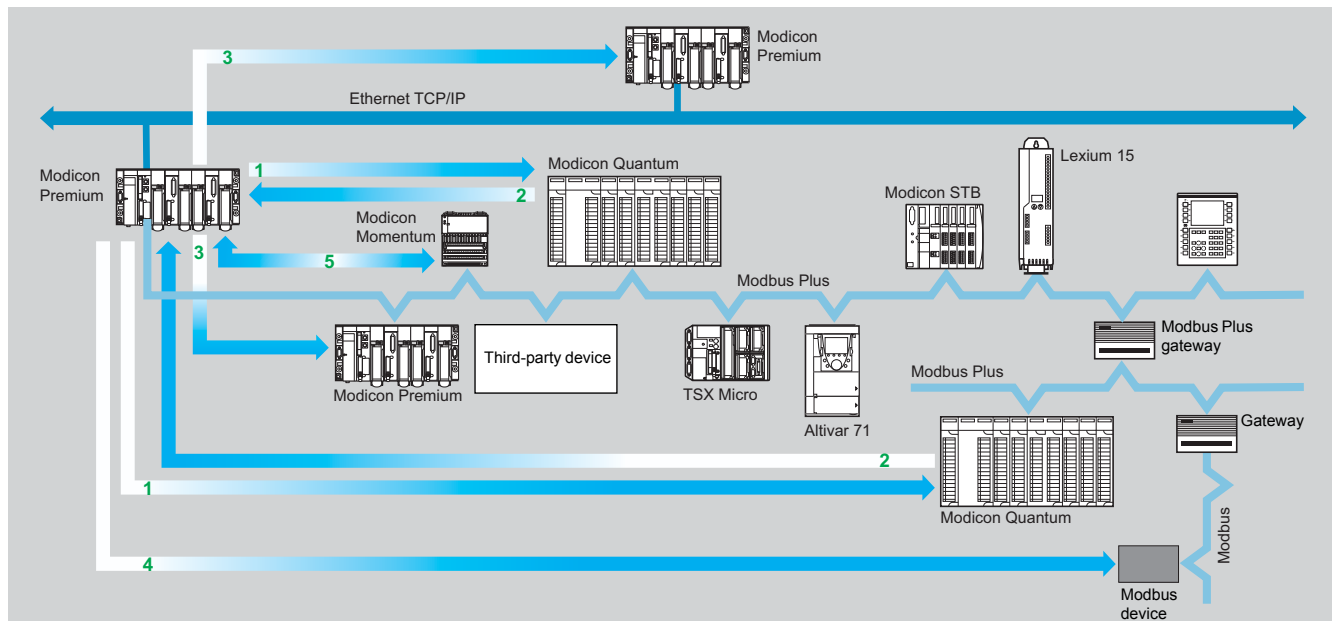 Modicon
Premium
3
Ethernet TCP/IP
Modicon
Premium
1
2
Modicon Quantum
Modicon
Momentum
Modicon STB
Lexium 15
3
5
Modbus Plus
Modicon Premium
Third-party device
TSX Micro
Altivar 71
Modbus Plus
gateway
Modbus Plus
Gateway
2
1
Modicon Quantum
Modbus
4
Modbus
device